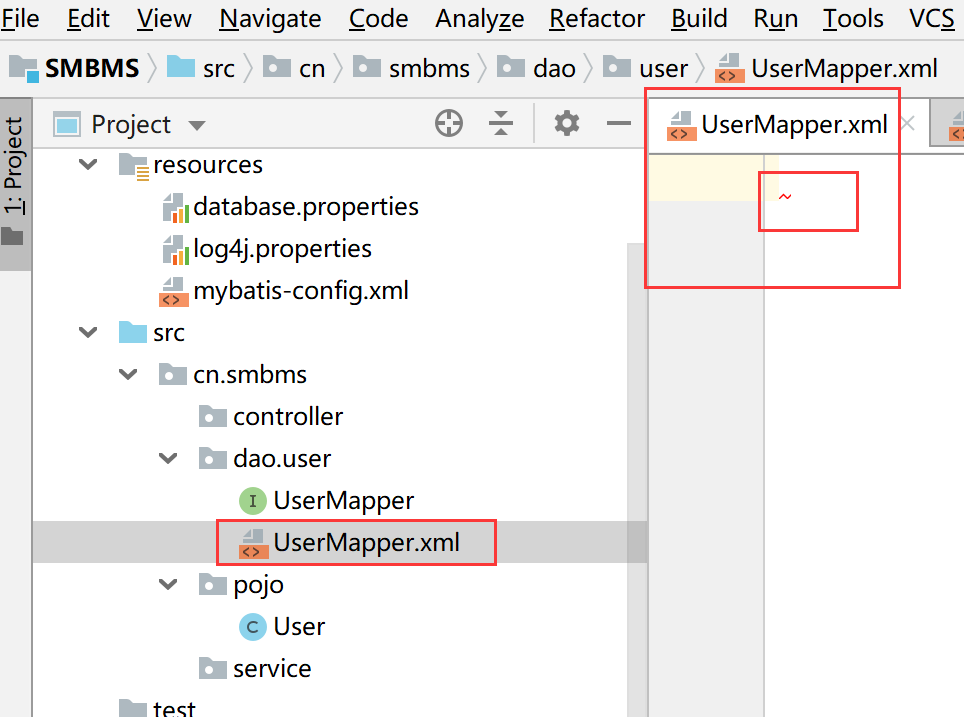 File Edit View Navigate Code Analyze Refactor Build Run Tools VCS
SMBMS src cn smbms dao user UserMapper.xml
1: Project
Project
UserMapper.xml
resources
database.properties
log4j.properties
mybatis-config.xml
src
cn.smbms
controller
dao.user
UserMapper
UserMapper.xml
pojo
User
service
test